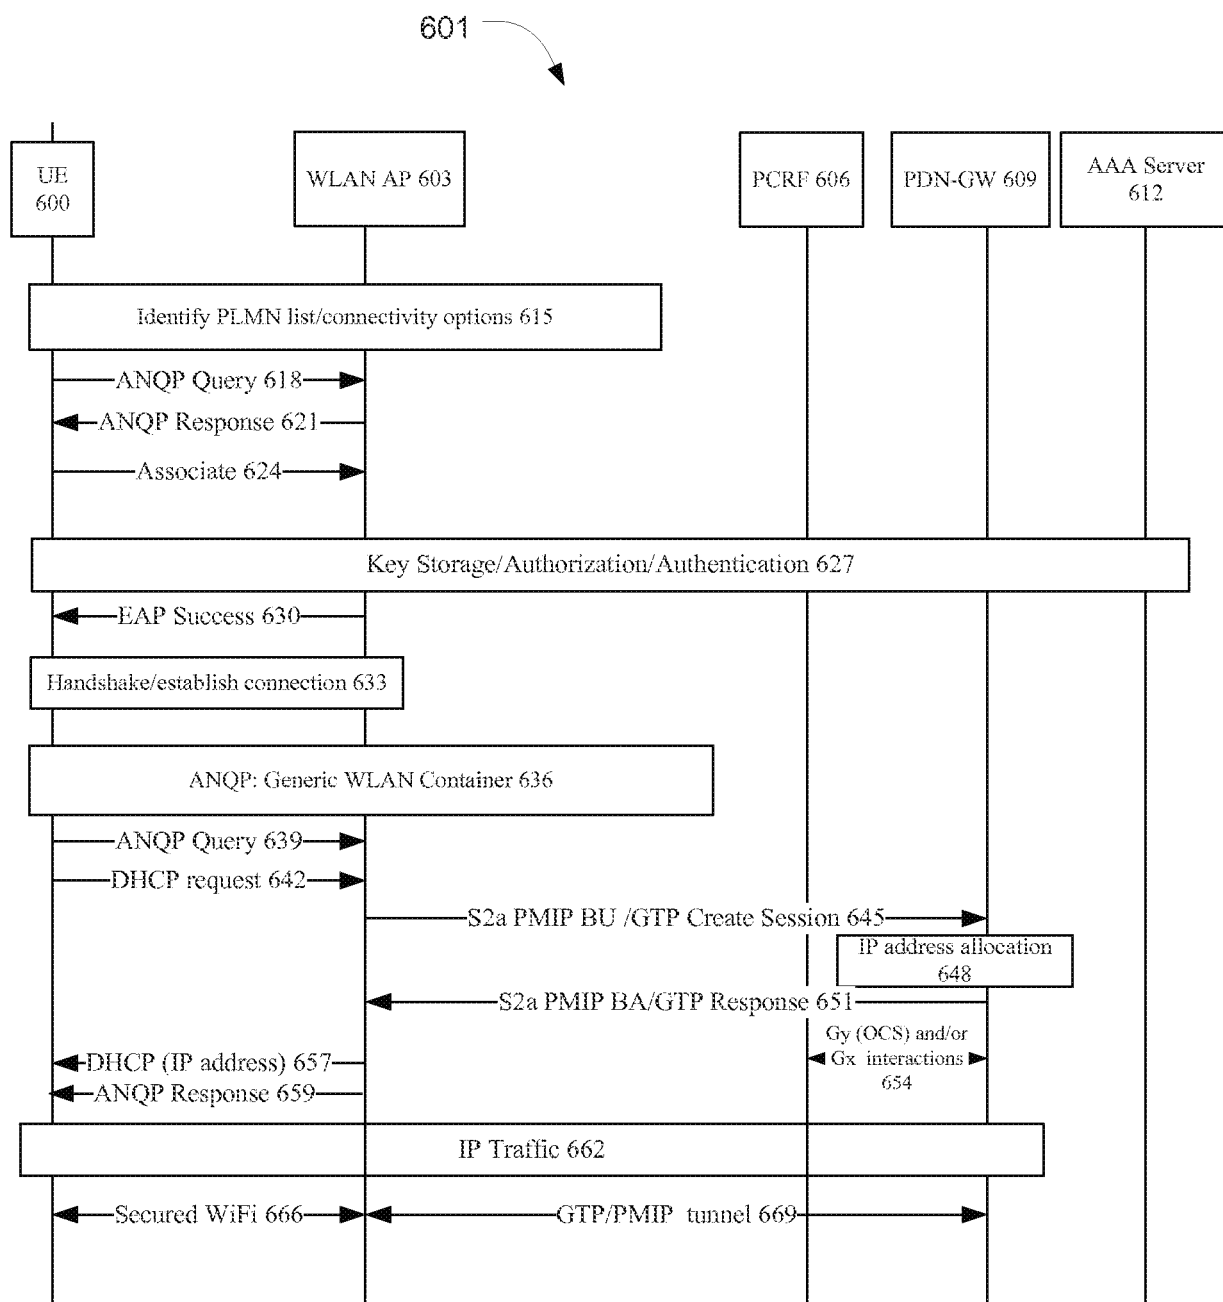 601
UE
600
WLAN AP 603
PCRF 606
PDN-GW 609
AAA Server
612
Identify PLMN list/connectivity options 615
ANQP Query 618
ANQP Response 621
Associate 624
Key Storage/Authorization/Authentication 627
EAP Success 630
Handshake/establish connection 633
ANQP: Generic WLAN Container 636
ANQP Query 639
DHCP request 642
S2a PMIP BU /GTP Create Session 645
IP address allocation
648
S2a PMIP BA/GTP Response 651
Gy (OCS) and/or
Gx interactions
654
DHCP (IP address) 657
ANQP Response 659
IP Traffic 662
Secured WiFi 666
GTP/PMIP tunnel 669